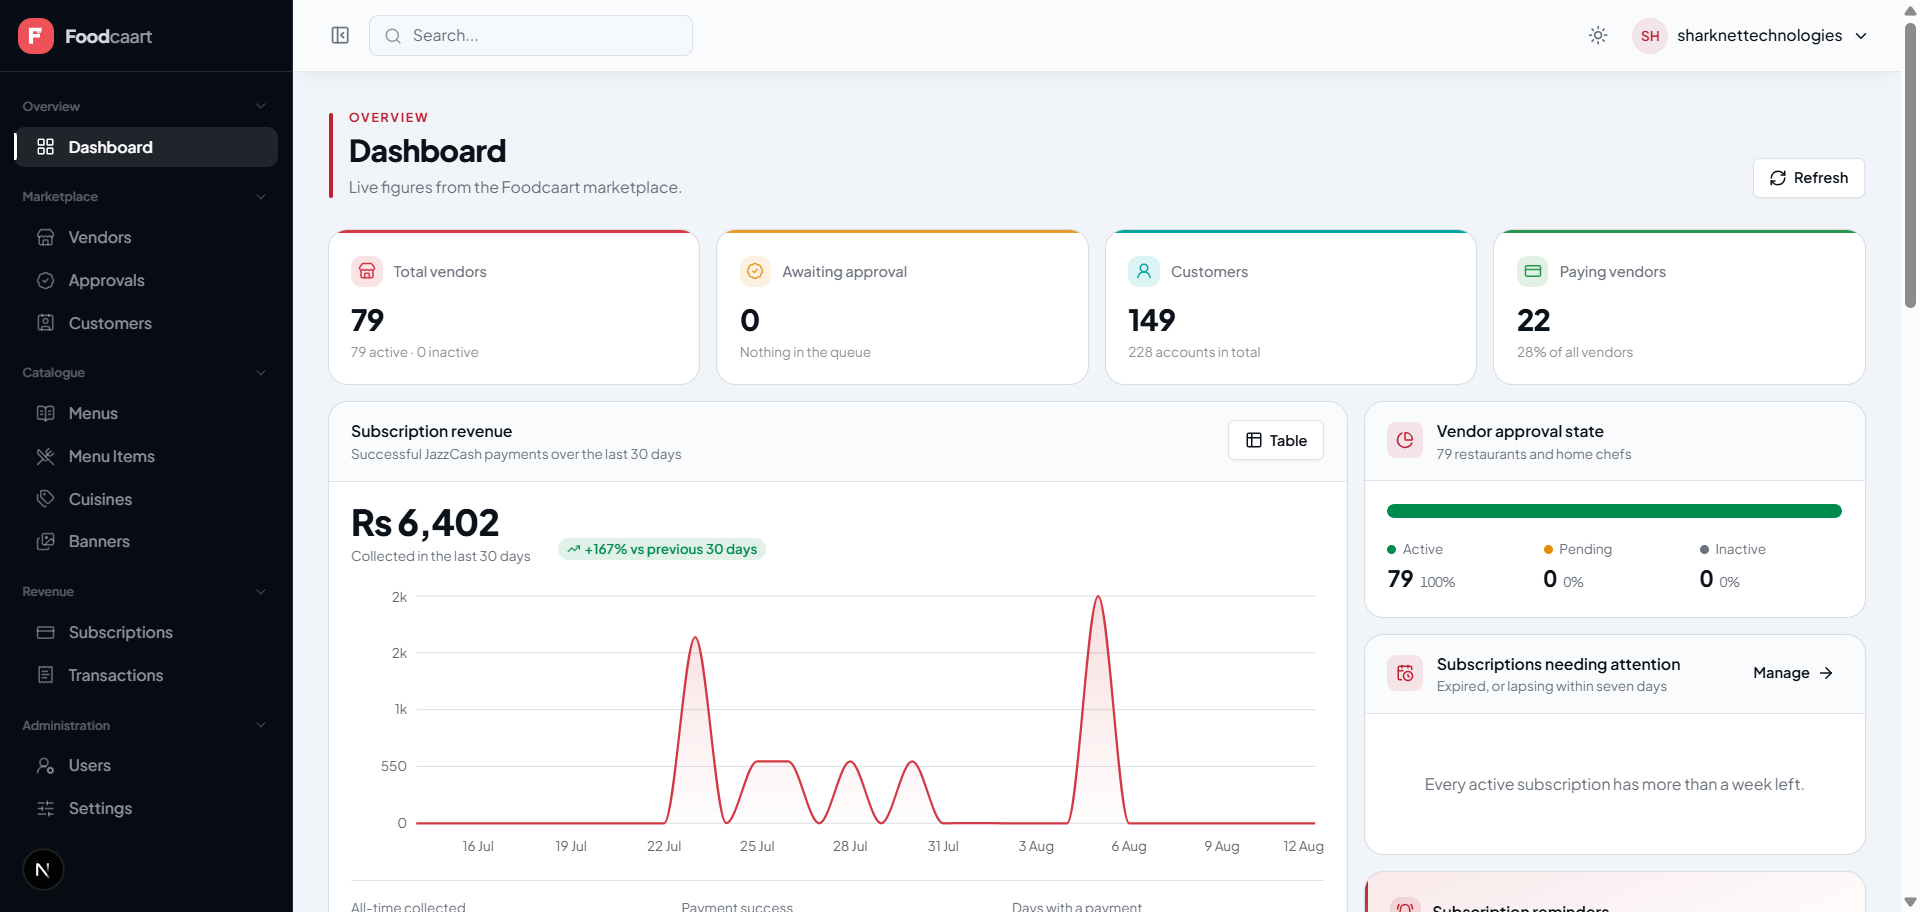 F Foodcaart
Search...
SH sharknettechnologies
Overview
Dashboard
Marketplace
Vendors
Approvals
Customers
Catalogue
Menus
Menu Items
Cuisines
Banners
Revenue
Subscriptions
Transactions
Administration
Users
Settings
N
OVERVIEW
Dashboard
Live figures from the Foodcaart marketplace.
Refresh
Total vendors
79
79 active · 0 inactive
Awaiting approval
0
Nothing in the queue
Customers
149
228 accounts in total
Paying vendors
22
28% of all vendors
Subscription revenue
Successful JazzCash payments over the last 30 days
Table
Rs 6,402
Collected in the last 30 days
+167% vs previous 30 days
2k
2k
1k
550
0
16 Jul 19 Jul 22 Jul 25 Jul 28 Jul 31 Jul 3 Aug 6 Aug 9 Aug 12 Aug
All-time collected Payment success Days with a payment
Vendor approval state
79 restaurants and home chefs
Active Pending Inactive
79 100% 0 0% 0 0%
Subscriptions needing attention
Expired, or lapsing within seven days
Manage
Every active subscription has more than a week left.
Subscription reminders